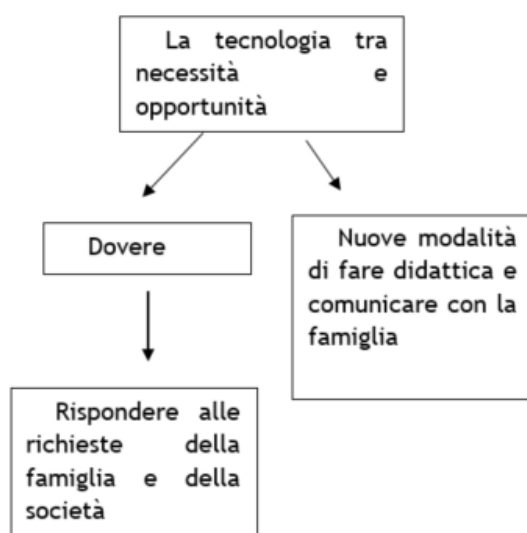 La tecnologia tra
necessità e
opportunità
Dovere
Nuove modalità
di fare didattica e
comunicare con la
famiglia
Rispondere alle
richieste della
famiglia e della
società